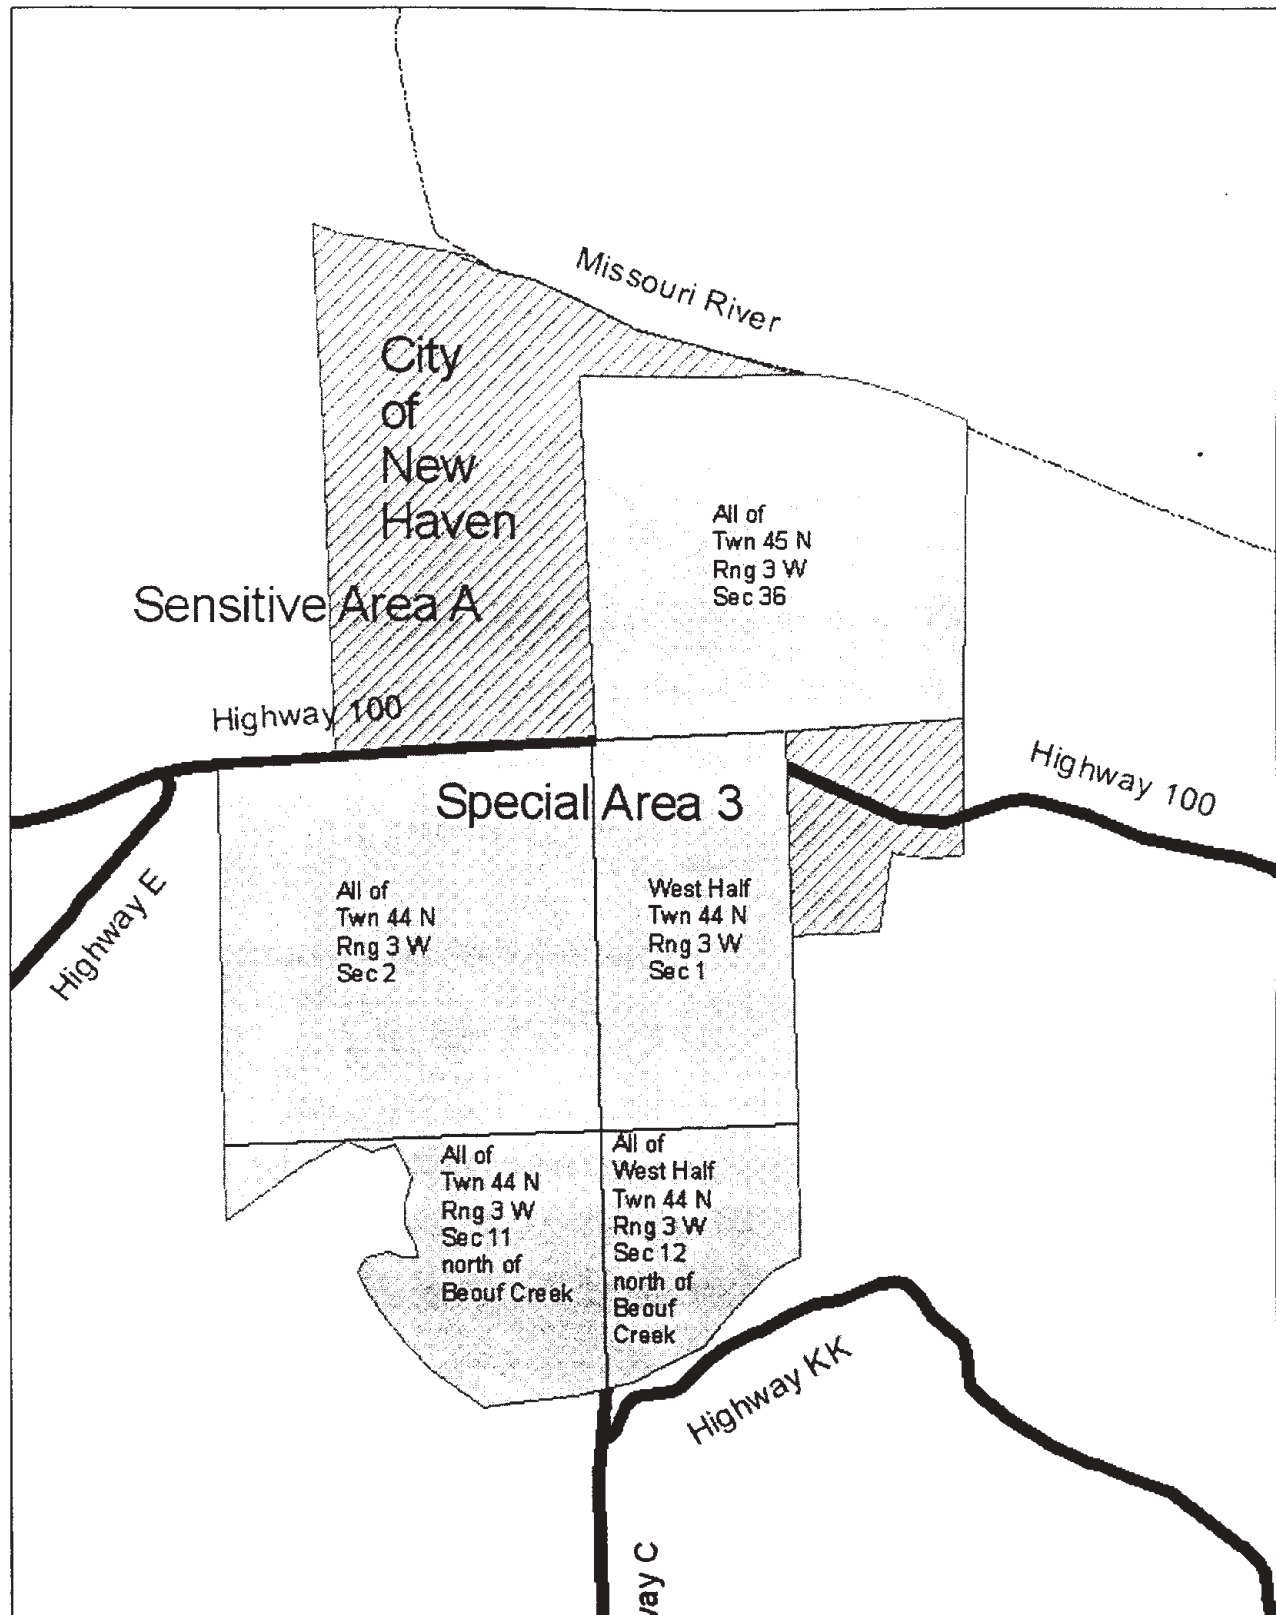 Missouri River
City
of
New
Haven
All of
Twn 45 N
Rng 3 W
Sec 36
Sensitive Area A
Highway 100
Highway 100
Special Area 3
Highway E
All of
Twn 44 N
Rng 3 W
Sec 2
West Half
Twn 44 N
Rng 3 W
Sec 1
All of
Twn 44 N
Rng 3 W
Sec 11
north of
Beouf Creek
All of
West Half
Twn 44 N
Rng 3 W
Sec 12
north of
Beouf
Creek
Highway KK
way C